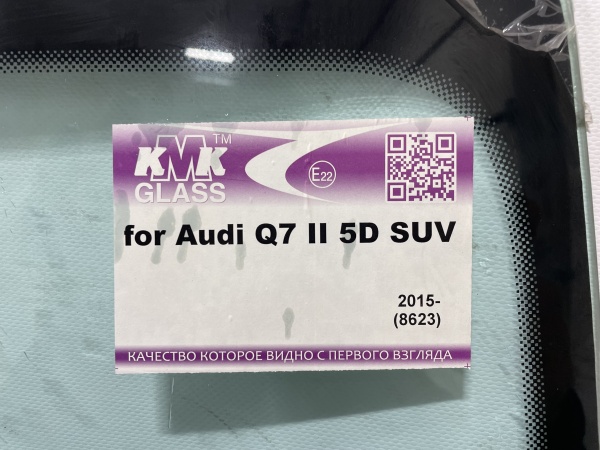 KMK™
GLASS
E22
for Audi Q7 II 5D SUV
2015-
(8623)
КАЧЕСТВО КОТОРОЕ ВИДНО С ПЕРВОГО ВЗГЛЯДА